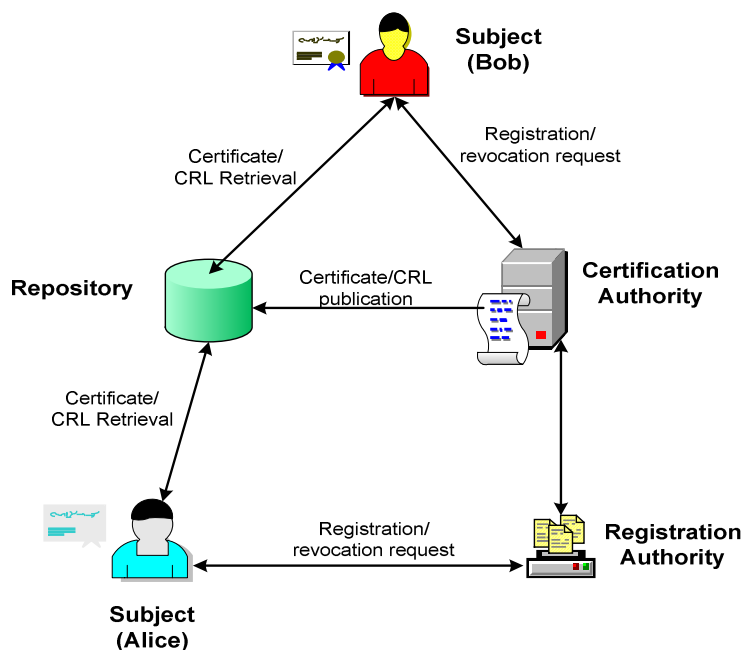 Subject
(Bob)
Registration/
revocation request
Certificate/
CRL Retrieval
Certification
Authority
Certificate/CRL
publication
Repository
Certificate/
CRL Retrieval
Registration/
revocation request
Registration
Authority
Subject
(Alice)